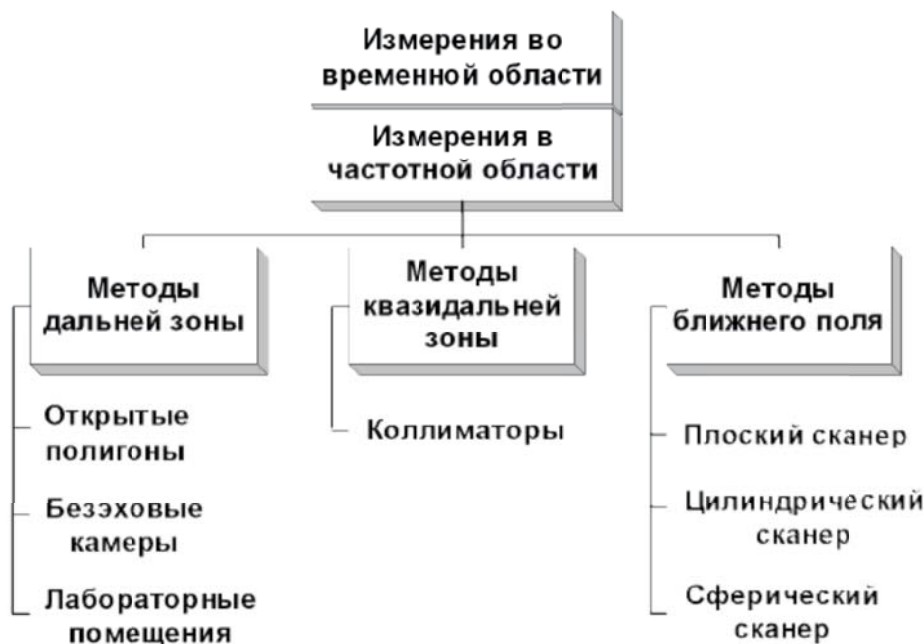 Измерения во
временной области
Измерения в
частотной области
Методы
дальней зоны
Открытые
полигоны
Безэховые
камеры
Лабораторные
помещения
Методы
квазидальней
зоны
Коллиматоры
Методы
ближнего поля
Плоский сканер
Цилиндрический
сканер
Сферический
сканер